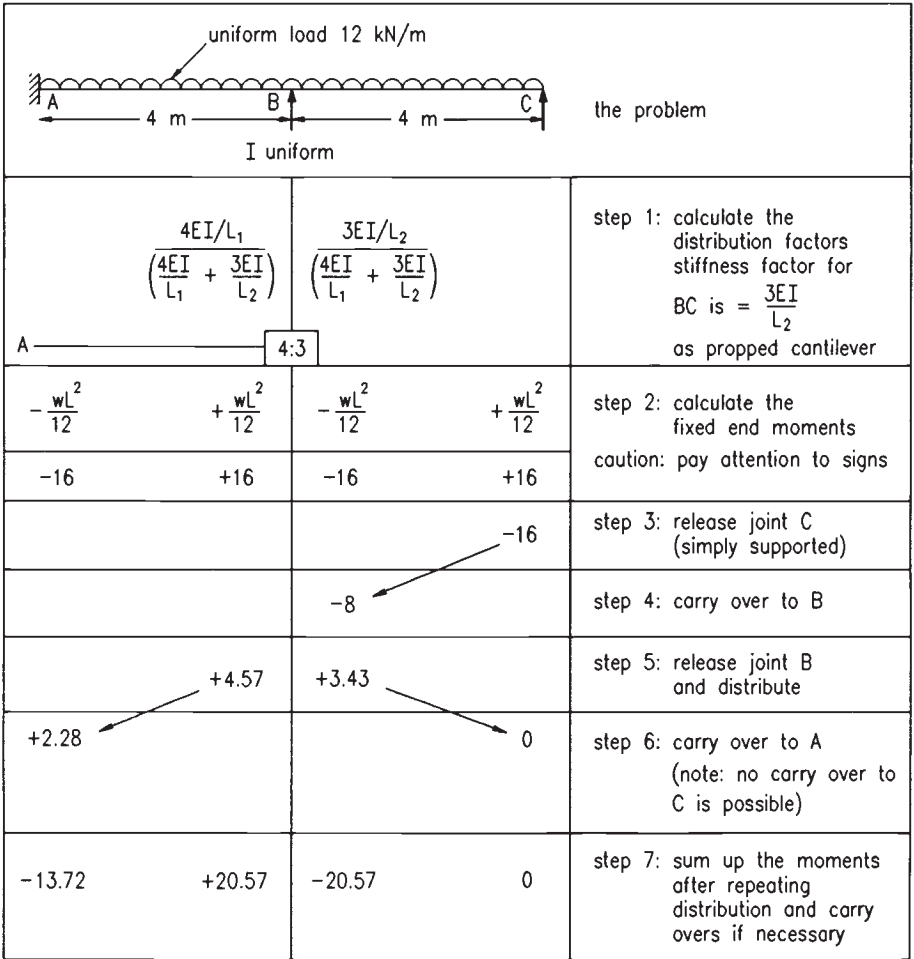 uniform load 12 kN/m
A B C
4 m 4 m
I uniform
the problem
4EI/L₁ 3EI/L₂
(4EI/L₁ + 3EI/L₂) (4EI/L₁ + 3EI/L₂)
A 4:3
step 1: calculate the
distribution factors
stiffness factor for
BC is = 3EI/L₂
as propped cantilever
− wL²/12 + wL²/12 − wL²/12 + wL²/12
−16 +16 −16 +16
step 2: calculate the
fixed end moments
caution: pay attention to signs
−16
step 3: release joint C
(simply supported)
−8
step 4: carry over to B
+4.57 +3.43
step 5: release joint B
and distribute
+2.28 0
step 6: carry over to A
(note: no carry over to
C is possible)
−13.72 +20.57 −20.57 0
step 7: sum up the moments
after repeating
distribution and carry
overs if necessary